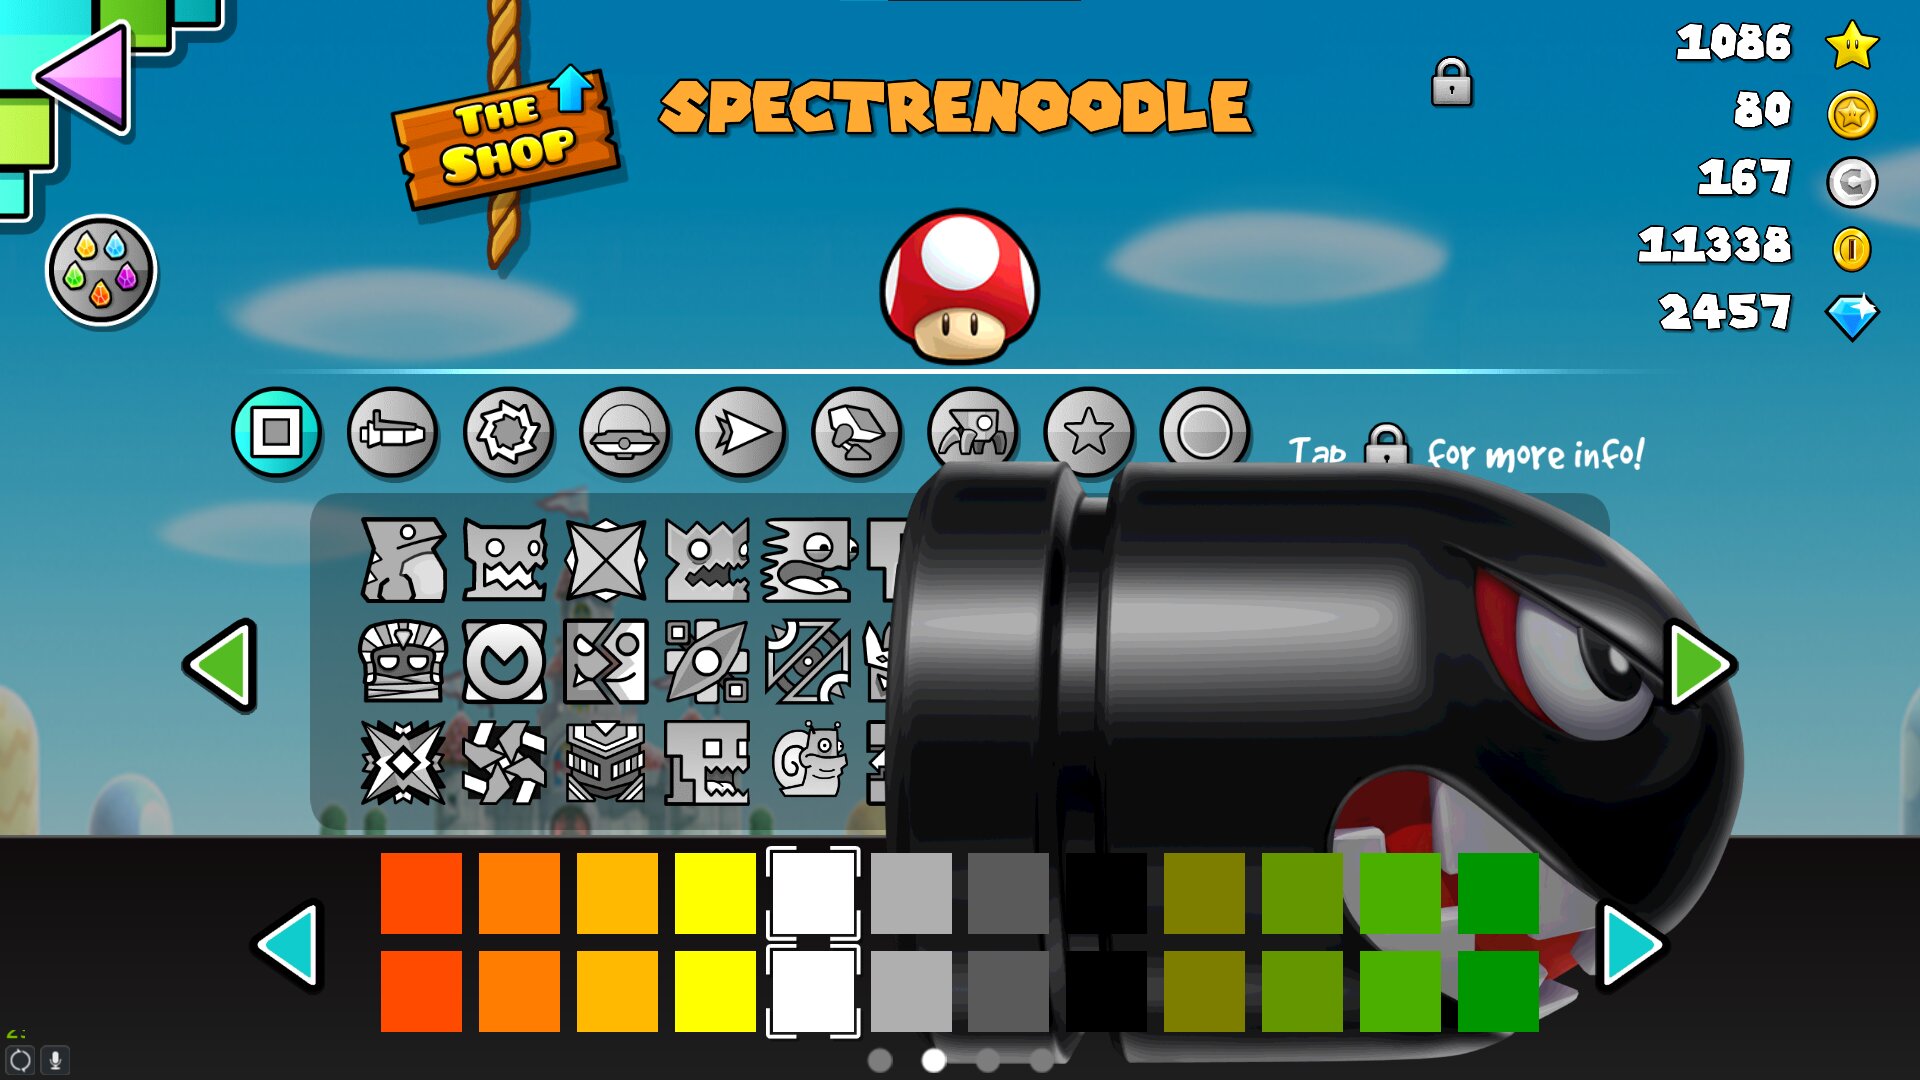 THE
SHOP
SPECTRENOODLE
1086
80
167
11338
2457
Tap for more info!